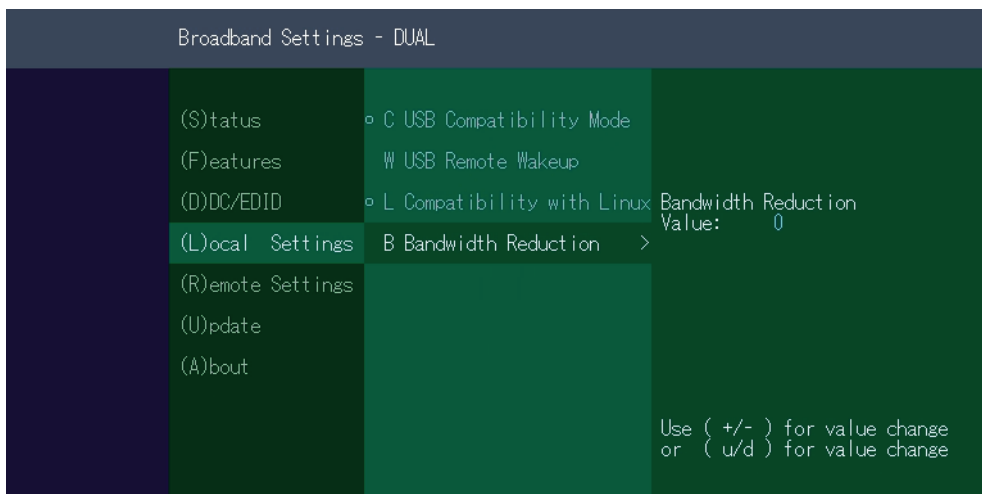 Broadband Settings - DUAL
(S)tatus
(F)eatures
(D)DC/EDID
(L)ocal Settings
(R)emote Settings
(U)pdate
(A)bout
C USB Compatibility Mode
W USB Remote Wakeup
L Compatibility with Linux
B Bandwidth Reduction >
Bandwidth Reduction
Value: 0
Use ( +/- ) for value change
or ( u/d ) for value change